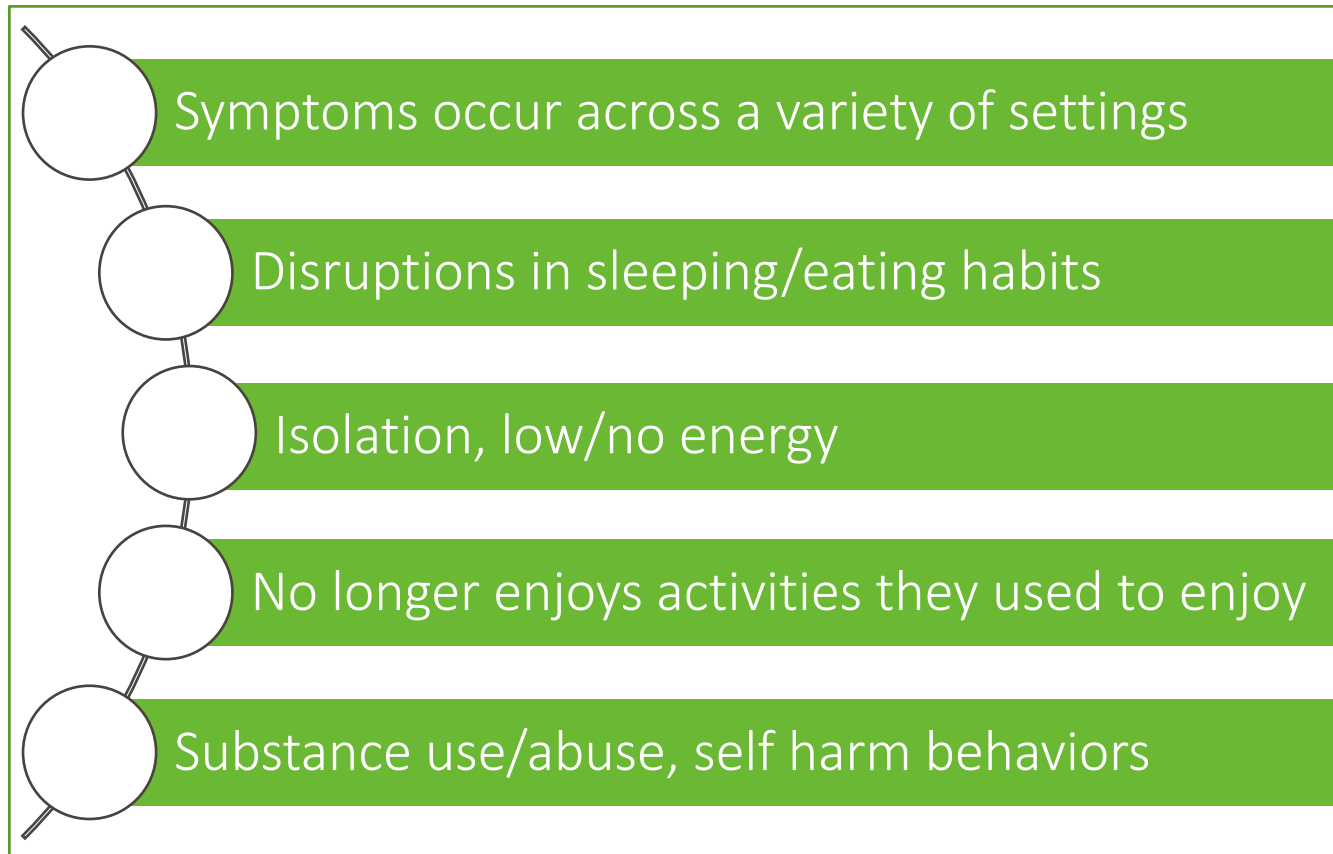 Symptoms occur across a variety of settings
Disruptions in sleeping/eating habits
Isolation, low/no energy
No longer enjoys activities they used to enjoy
Substance use/abuse, self harm behaviors